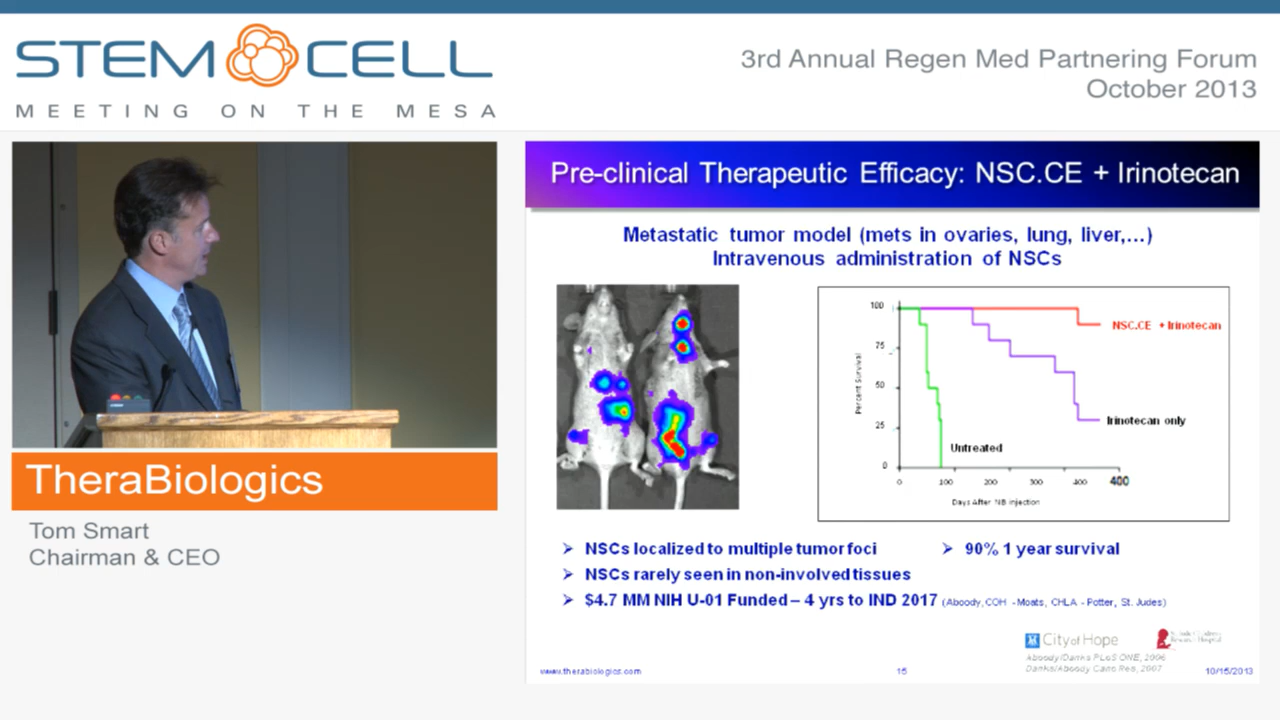 STEM CELL
MEETING ON THE MESA
3rd Annual Regen Med Partnering Forum
October 2013
TheraBiologics
Tom Smart
Chairman & CEO
Pre-clinical Therapeutic Efficacy: NSC.CE + Irinotecan
Metastatic tumor model (mets in ovaries, lung, liver,...)
Intravenous administration of NSCs
Percent Survival
100
75
50
25
0
NSC.CE + Irinotecan
Irinotecan only
Untreated
0 100 200 300 400 400
Days After NB injection
➢ NSCs localized to multiple tumor foci
➢ 90% 1 year survival
➢ NSCs rarely seen in non-involved tissues
➢ $4.7 MM NIH U-01 Funded – 4 yrs to IND 2017 (Aboody, COH - Moats, CHLA - Potter, St. Judes)
City of Hope
Aboody/Danks PLoS ONE, 2006
Danks/Aboody Canc Res, 2007
www.therabiologics.com
15
10/15/2013